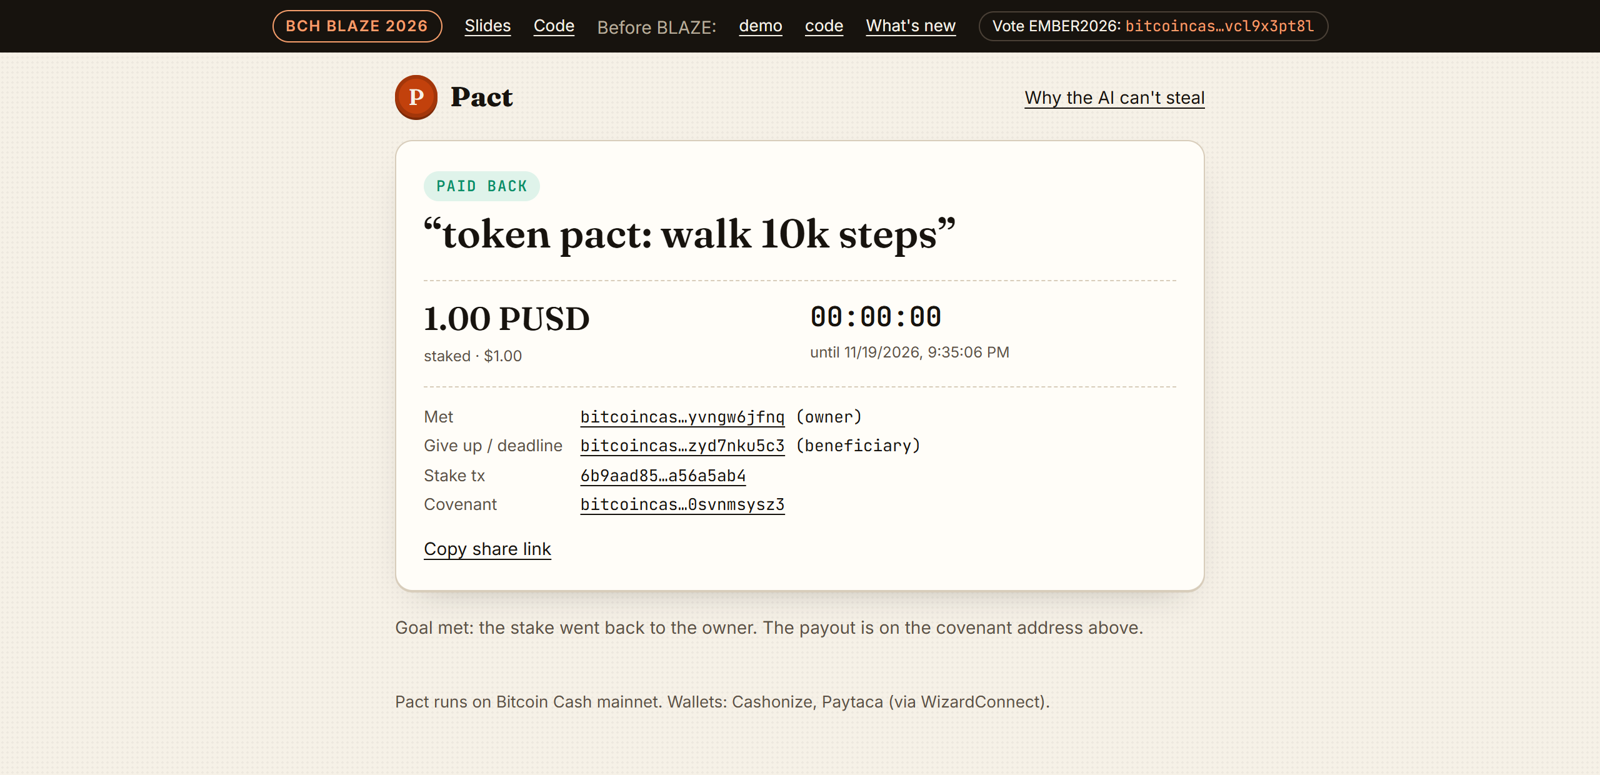 BCH BLAZE 2026 Slides Code Before BLAZE: demo code What's new Vote EMBER2026: bitcoincas…vcl9x3pt8l
P Pact Why the AI can't steal
PAID BACK
“token pact: walk 10k steps”
1.00 PUSD 00:00:00
staked · $1.00 until 11/19/2026, 9:35:06 PM
Met bitcoincas…yvngw6jfnq (owner)
Give up / deadline bitcoincas…zyd7nku5c3 (beneficiary)
Stake tx 6b9aad85…a56a5ab4
Covenant bitcoincas…0svnmsysz3
Copy share link
Goal met: the stake went back to the owner. The payout is on the covenant address above.
Pact runs on Bitcoin Cash mainnet. Wallets: Cashonize, Paytaca (via WizardConnect).